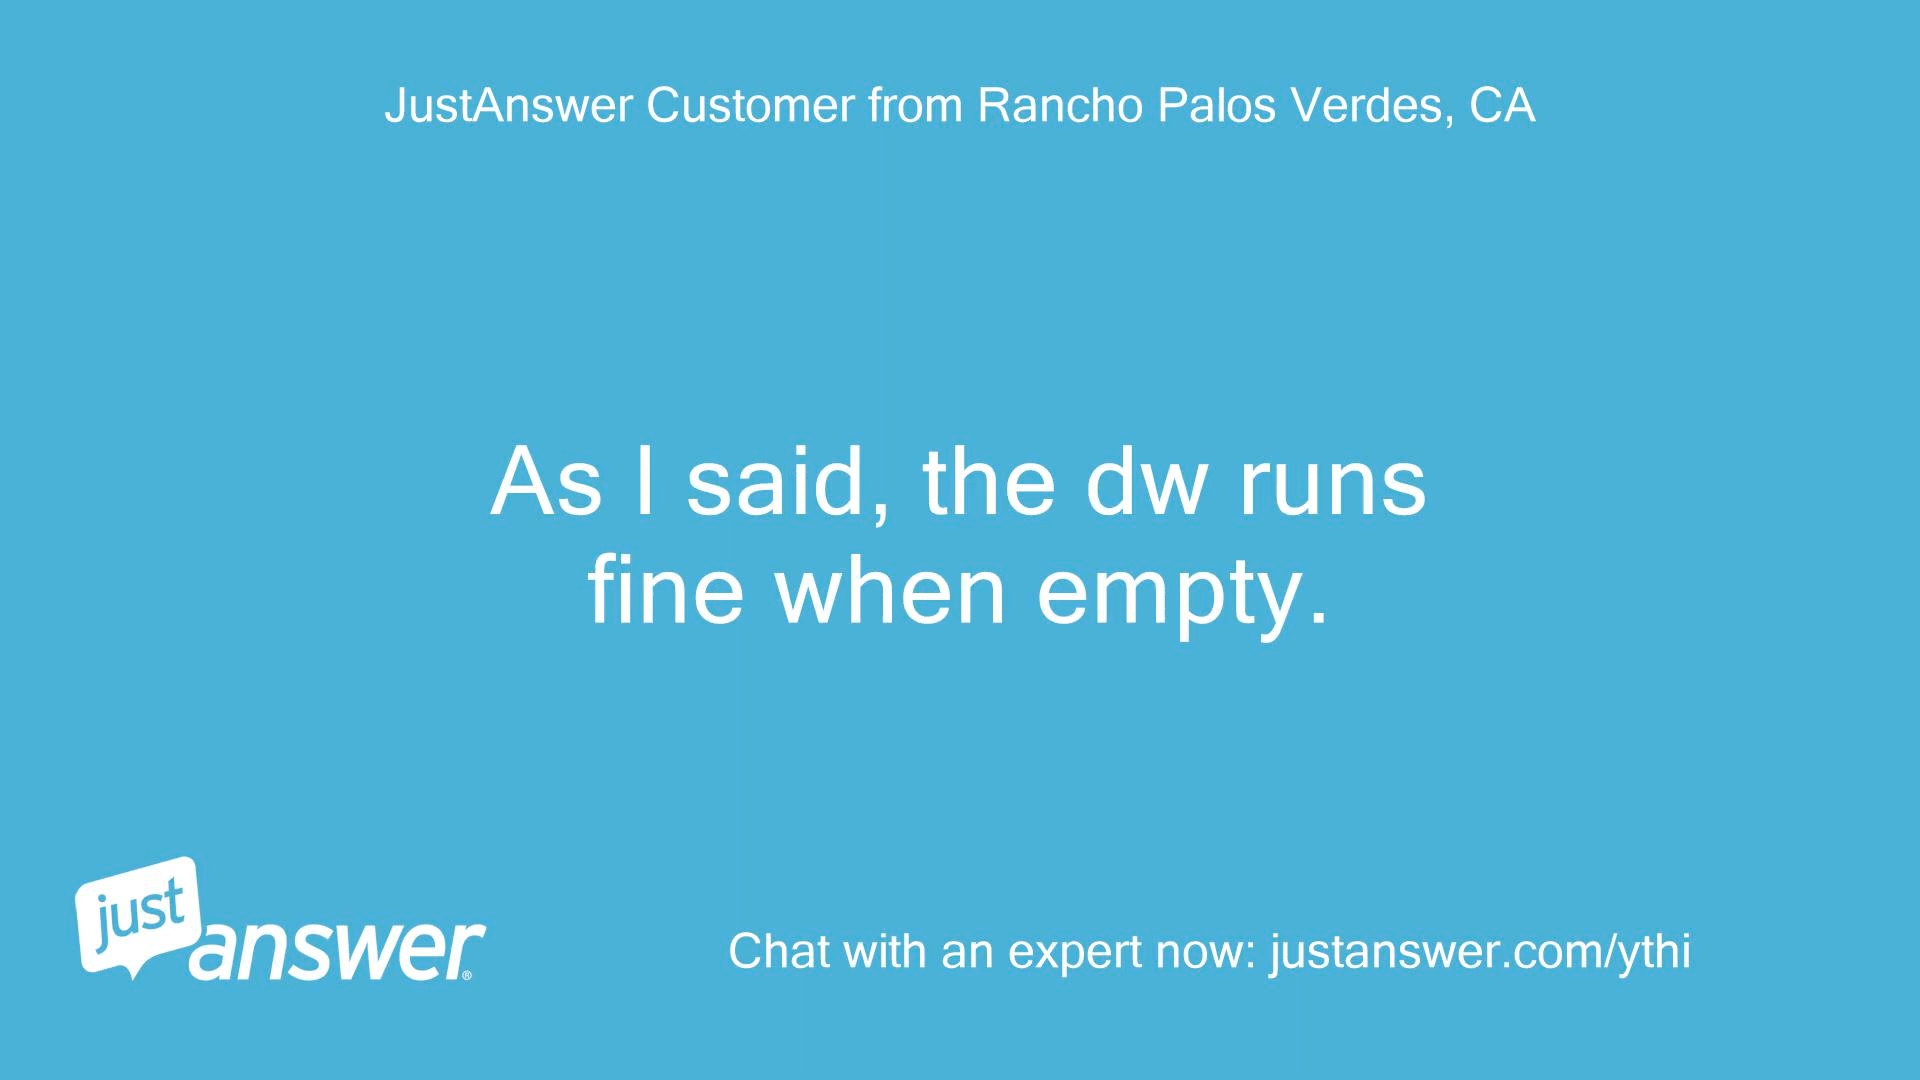 JustAnswer Customer from Rancho Palos Verdes, CA
As I said, the dw runs
fine when empty.
just
answer®
Chat with an expert now: justanswer.com/ythi